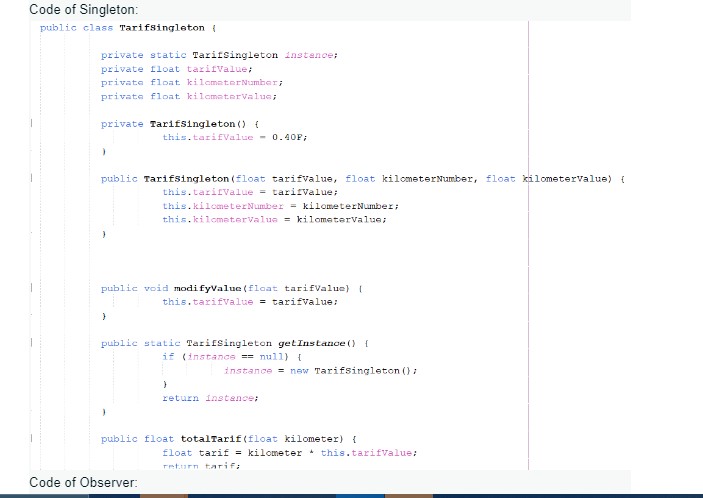 Code of Singleton:
public class TarifSingleton {
private static TarifSingleton instance;
private float tarifValue;
private float kilometerNumber;
private float kilometerValue;
private TarifSingleton() {
this.tarifValue = 0.40F;
}
public TarifSingleton(float tarifValue, float kilometerNumber, float kilometerValue) {
this.tarifValue = tarifValue;
this.kilometerNumber = kilometerNumber;
this.kilometerValue = kilometerValue;
}
public void modifyValue(float tarifValue) {
this.tarifValue = tarifValue;
}
public static TarifSingleton getInstance() {
if (instance == null) {
instance = new TarifSingleton();
}
return instance;
}
public float totalTarif(float kilometer) {
float tarif = kilometer * this.tarifValue;
return tarif;
Code of Observer: